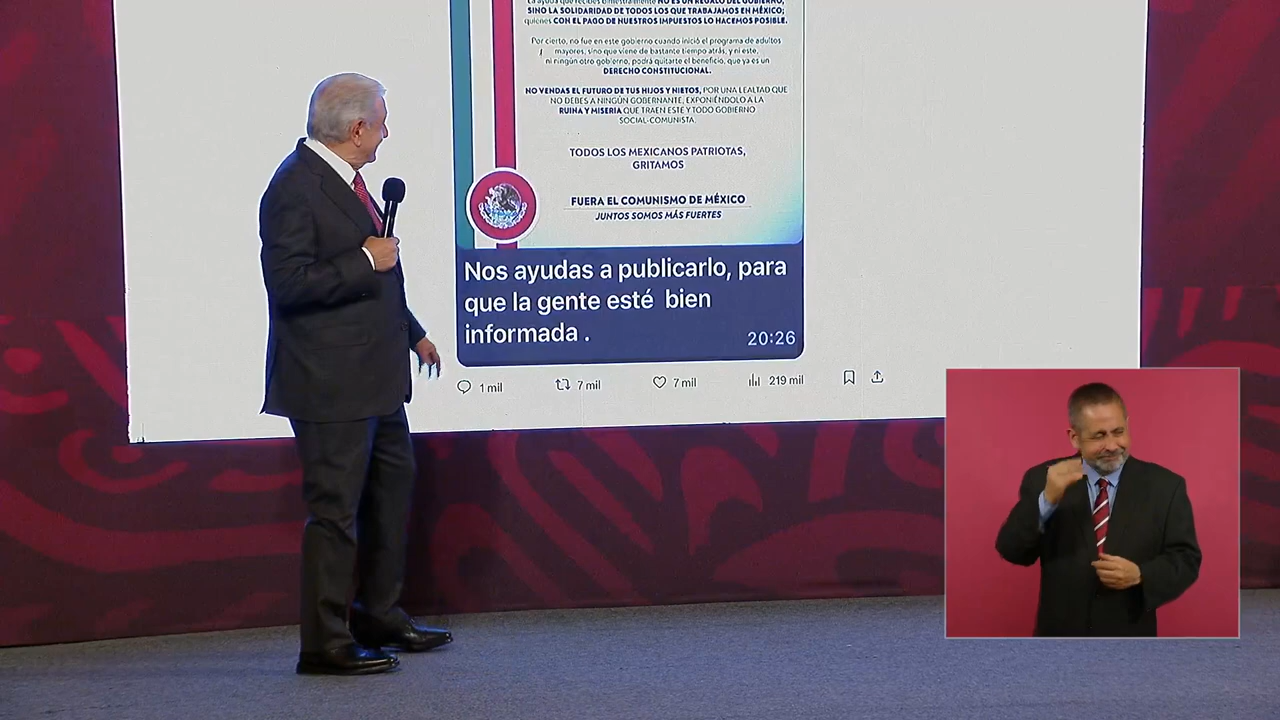 La ayuda que recibes bimestralmente NO ES UN REGALO DEL GOBIERNO,
SINO LA SOLIDARIDAD DE TODOS LOS QUE TRABAJAMOS EN MÉXICO;
quienes CON EL PAGO DE NUESTROS IMPUESTOS LO HACEMOS POSIBLE.
Por cierto, no fue en este gobierno cuando inició el programa de adultos
mayores, sino que viene de bastante tiempo atrás, y ni este,
ni ningún otro gobierno, podrá quitarte el beneficio, que ya es un
DERECHO CONSTITUCIONAL.
NO VENDAS EL FUTURO DE TUS HIJOS Y NIETOS, POR UNA LEALTAD QUE
NO DEBES A NINGÚN GOBERNANTE, EXPONIÉNDOLO A LA
RUINA Y MISERIA QUE TRAEN ESTE Y TODO GOBIERNO
SOCIAL-COMUNISTA.
TODOS LOS MEXICANOS PATRIOTAS,
GRITAMOS
FUERA EL COMUNISMO DE MÉXICO
JUNTOS SOMOS MÁS FUERTES
Nos ayudas a publicarlo, para
que la gente esté bien
informada .
20:26
1 mil 7 mil 7 mil 219 mil